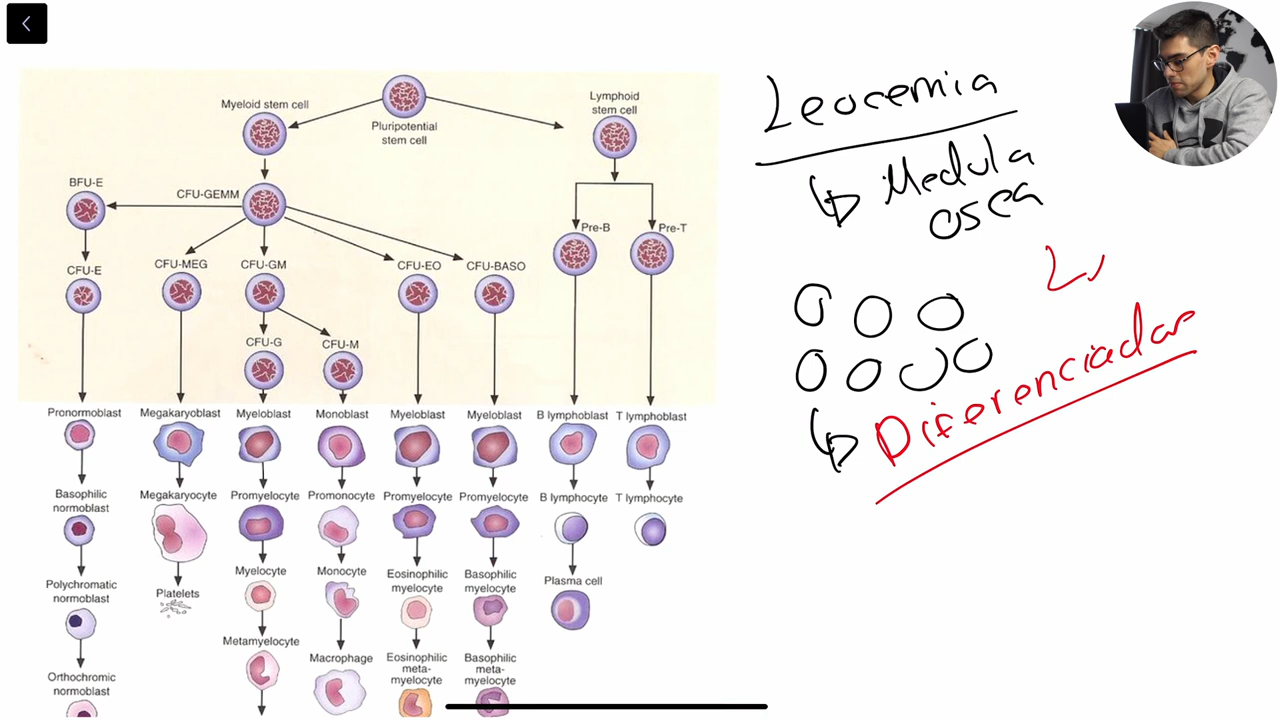 Myeloid stem cell
Pluripotential
stem cell
Lymphoid
stem cell
BFU-E
CFU-GEMM
Pre-B
Pre-T
CFU-E
CFU-MEG
CFU-GM
CFU-EO
CFU-BASO
CFU-G
CFU-M
Pronormoblast
Megakaryoblast
Myeloblast
Monoblast
Myeloblast
Myeloblast
B lymphoblast
T lymphoblast
Basophilic
normoblast
Megakaryocyte
Promyelocyte
Promonocyte
Promyelocyte
Promyelocyte
B lymphocyte
T lymphocyte
Polychromatic
normoblast
Platelets
Myelocyte
Monocyte
Eosinophilic
myelocyte
Basophilic
myelocyte
Plasma cell
Metamyelocyte
Macrophage
Eosinophilic
meta-
myelocyte
Basophilic
meta-
myelocyte
Orthochromic
normoblast
Leucemia
Medula
osea
Diferenciadas